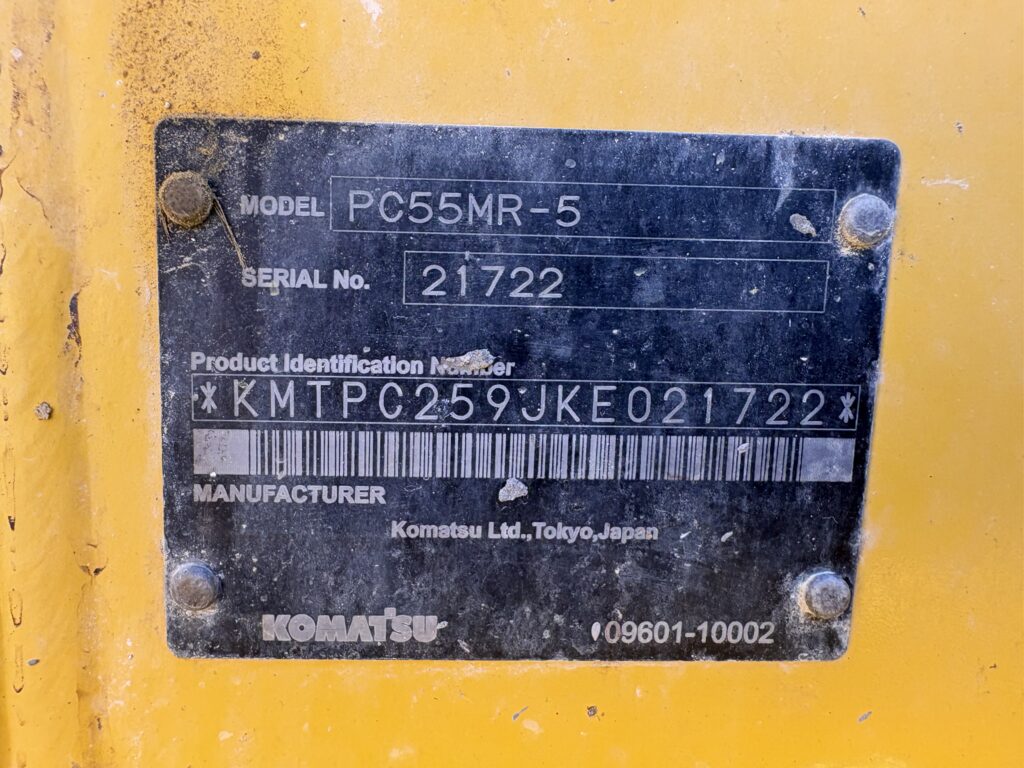 MODEL PC55MR-5
SERIAL No. 21722
Product Identification Number
*KMTPC259JKE021722*
MANUFACTURER
Komatsu Ltd.,Tokyo,Japan
KOMATSU 09601-10002